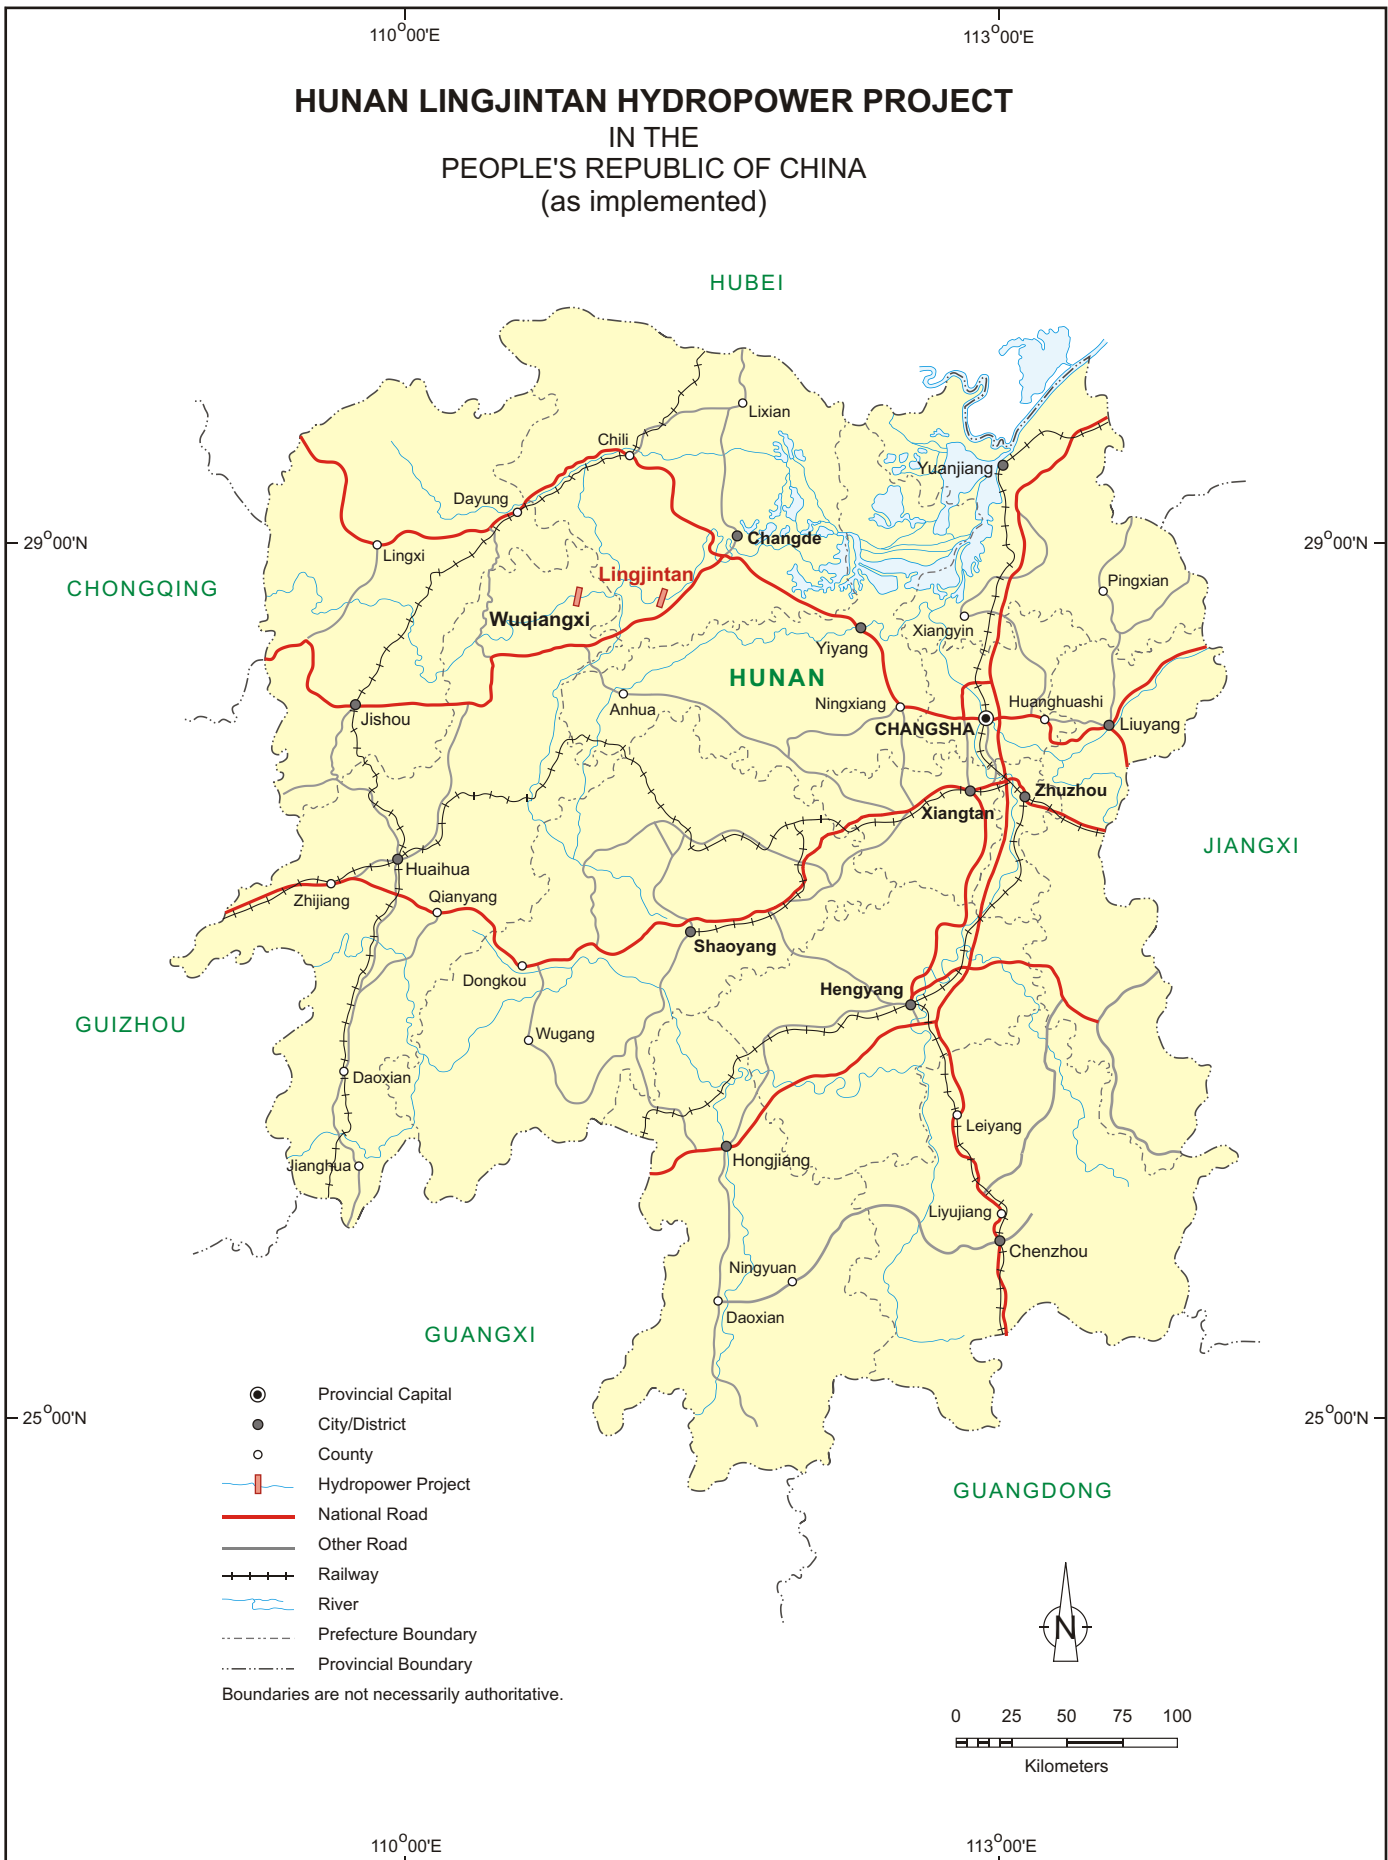 110°00'E
113°00'E
HUNAN LINGJINTAN HYDROPOWER PROJECT
IN THE
PEOPLE'S REPUBLIC OF CHINA
(as implemented)
HUBEI
Lixian
Chili
Yuanjiang
Dayung
29°00'N
Lingxi
Changde
29°00'N
CHONGQING
Lingjintan
Pingxian
Wuqiangxi
Xiangyin
Yiyang
HUNAN
Anhua
Ningxiang
Huanghuashi
Jishou
CHANGSHA
Liuyang
Zhuzhou
Xiangtan
JIANGXI
Huaihua
Zhijiang
Qianyang
Shaoyang
Dongkou
Hengyang
GUIZHOU
Wugang
Daoxian
Leiyang
Jianghua
Hongjiang
Liyujiang
Chenzhou
Ningyuan
Daoxian
GUANGXI
Provincial Capital
25°00'N
City/District
25°00'N
County
Hydropower Project
GUANGDONG
National Road
Other Road
Railway
River
N
Prefecture Boundary
Provincial Boundary
Boundaries are not necessarily authoritative.
0 25 50 75 100
Kilometers
110°00'E
113°00'E